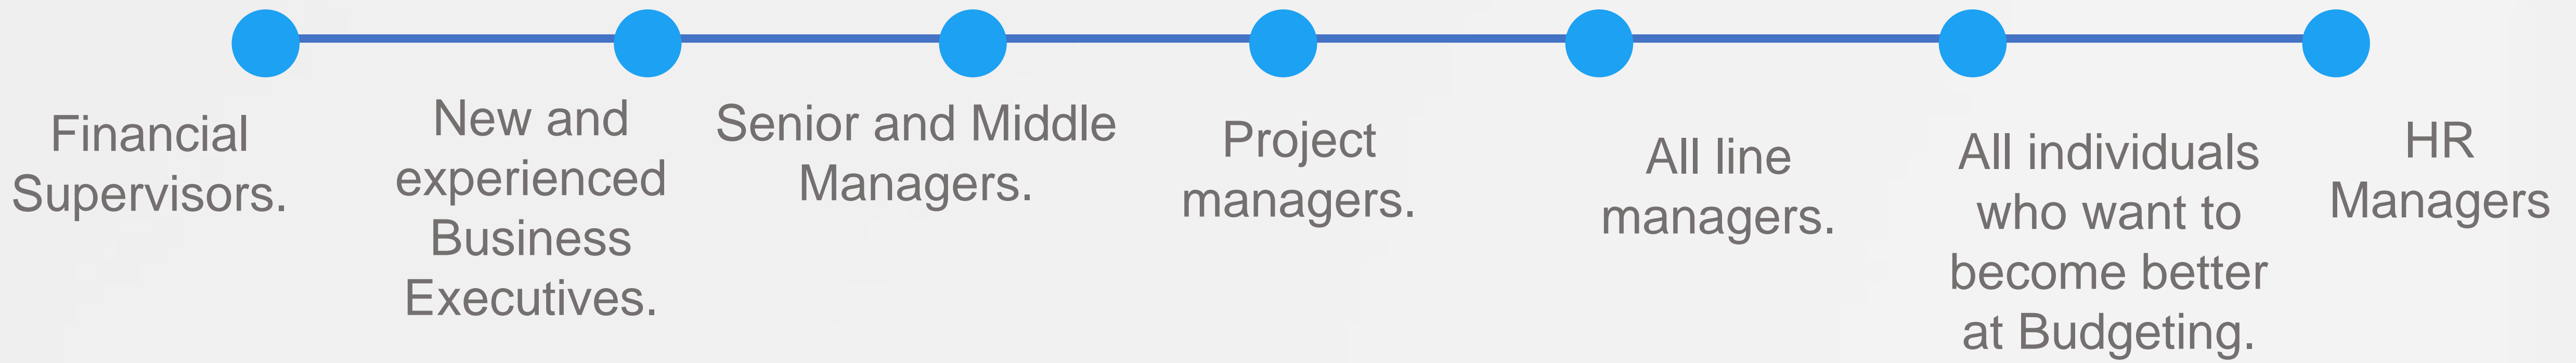 Financial
Supervisors.
New and
experienced
Business
Executives.
Senior and Middle
Managers.
Project
managers.
All line
managers.
All individuals
who want to
become better
at Budgeting.
HR
Managers